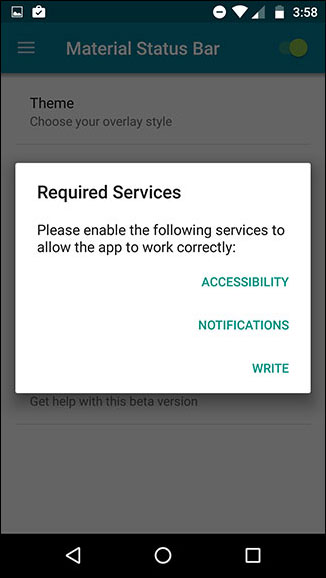 3:58
Material Status Bar
Theme
Choose your overlay style
Required Services
Please enable the following services to
allow the app to work correctly:
ACCESSIBILITY
NOTIFICATIONS
WRITE
Get help with this beta version